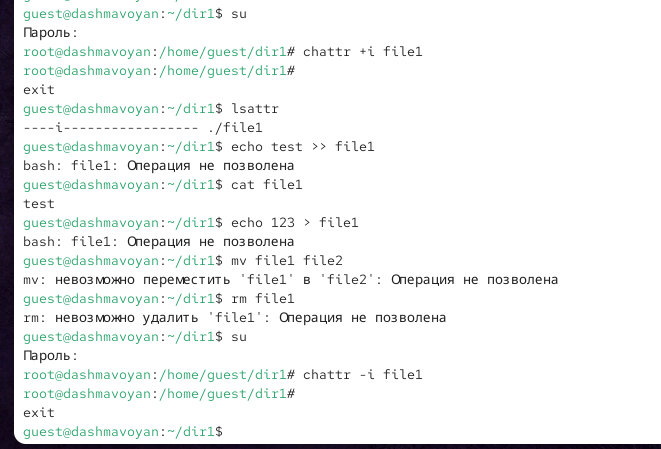 guest@dashmavoyan:~/dir1$ su
Пароль:
root@dashmavoyan:/home/guest/dir1# chattr +i file1
root@dashmavoyan:/home/guest/dir1#
exit
guest@dashmavoyan:~/dir1$ lsattr
----i----------------- ./file1
guest@dashmavoyan:~/dir1$ echo test >> file1
bash: file1: Операция не позволена
guest@dashmavoyan:~/dir1$ cat file1
test
guest@dashmavoyan:~/dir1$ echo 123 > file1
bash: file1: Операция не позволена
guest@dashmavoyan:~/dir1$ mv file1 file2
mv: невозможно переместить 'file1' в 'file2': Операция не позволена
guest@dashmavoyan:~/dir1$ rm file1
rm: невозможно удалить 'file1': Операция не позволена
guest@dashmavoyan:~/dir1$ su
Пароль:
root@dashmavoyan:/home/guest/dir1# chattr -i file1
root@dashmavoyan:/home/guest/dir1#
exit
guest@dashmavoyan:~/dir1$